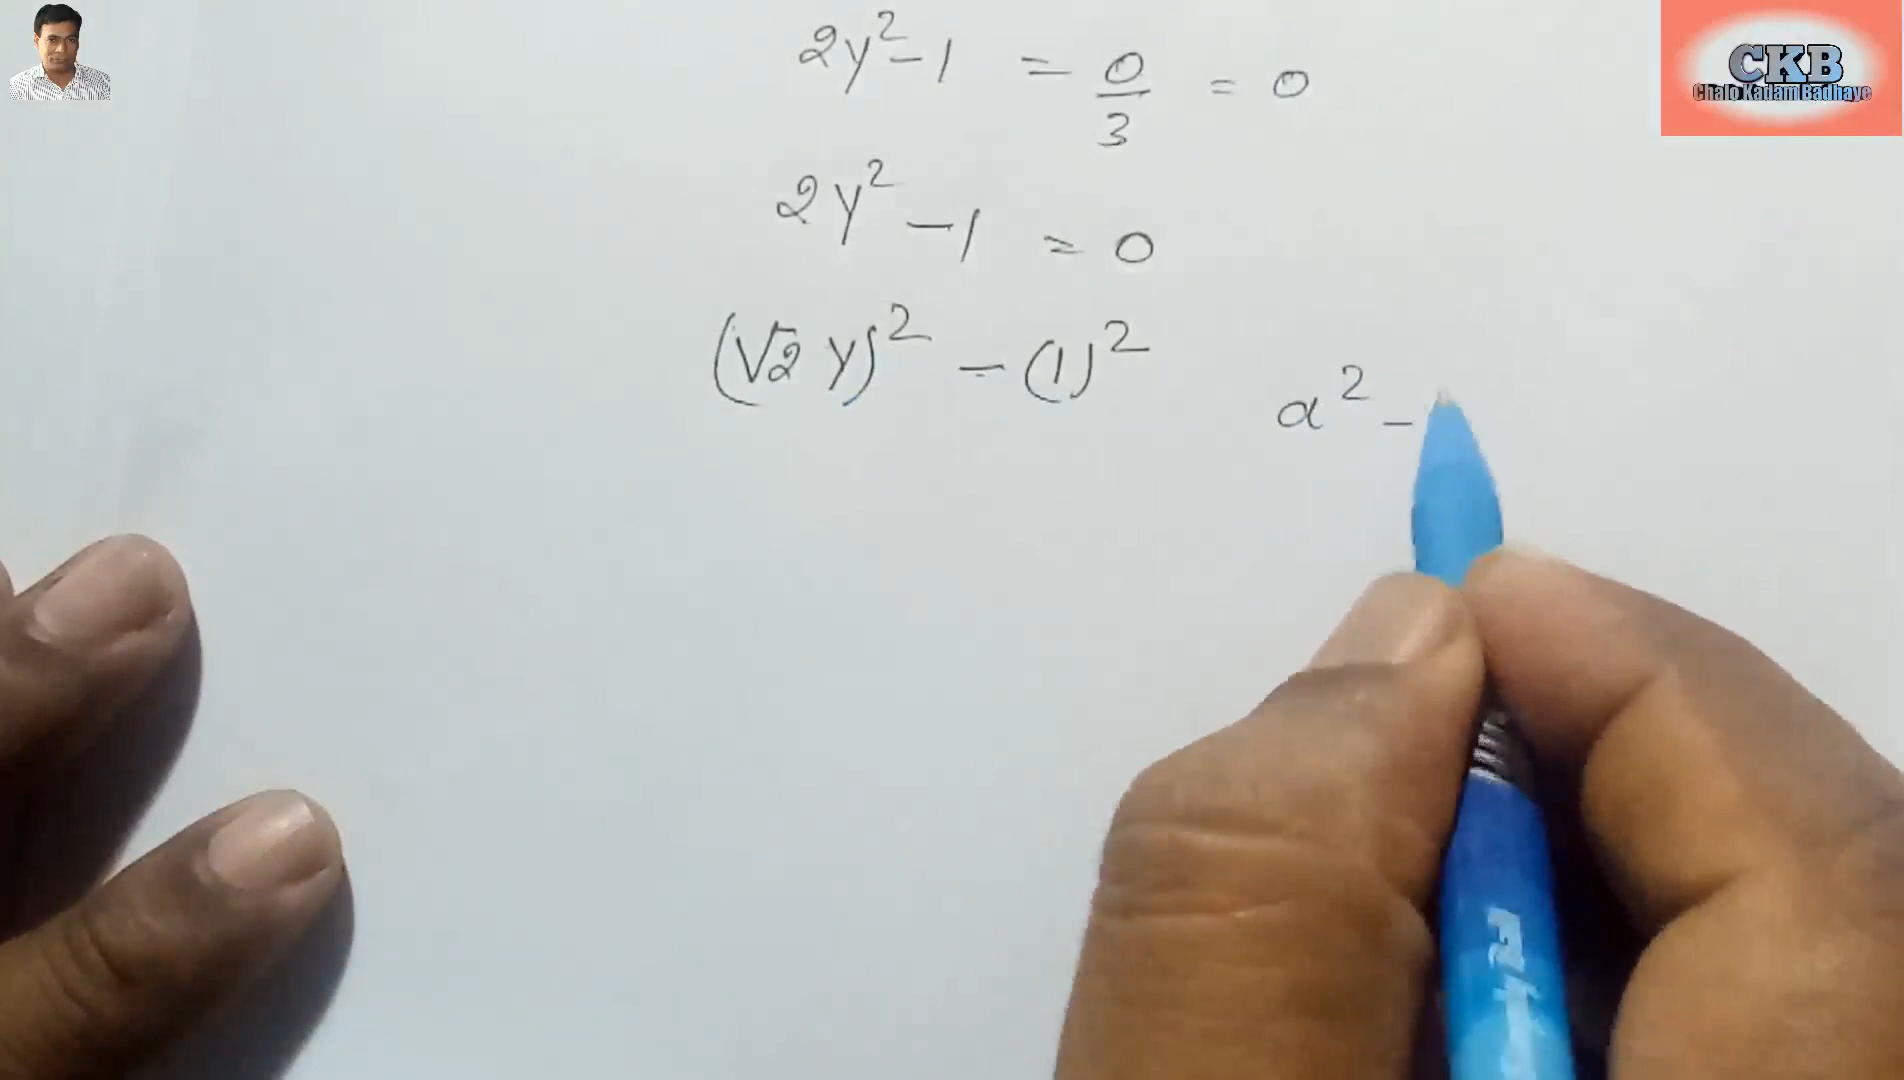 CKB
Chalo Kadam Badhaye
2y² - 1 = 0/3 = 0
2y² - 1 = 0
(√2 y)² - (1)²
a² -